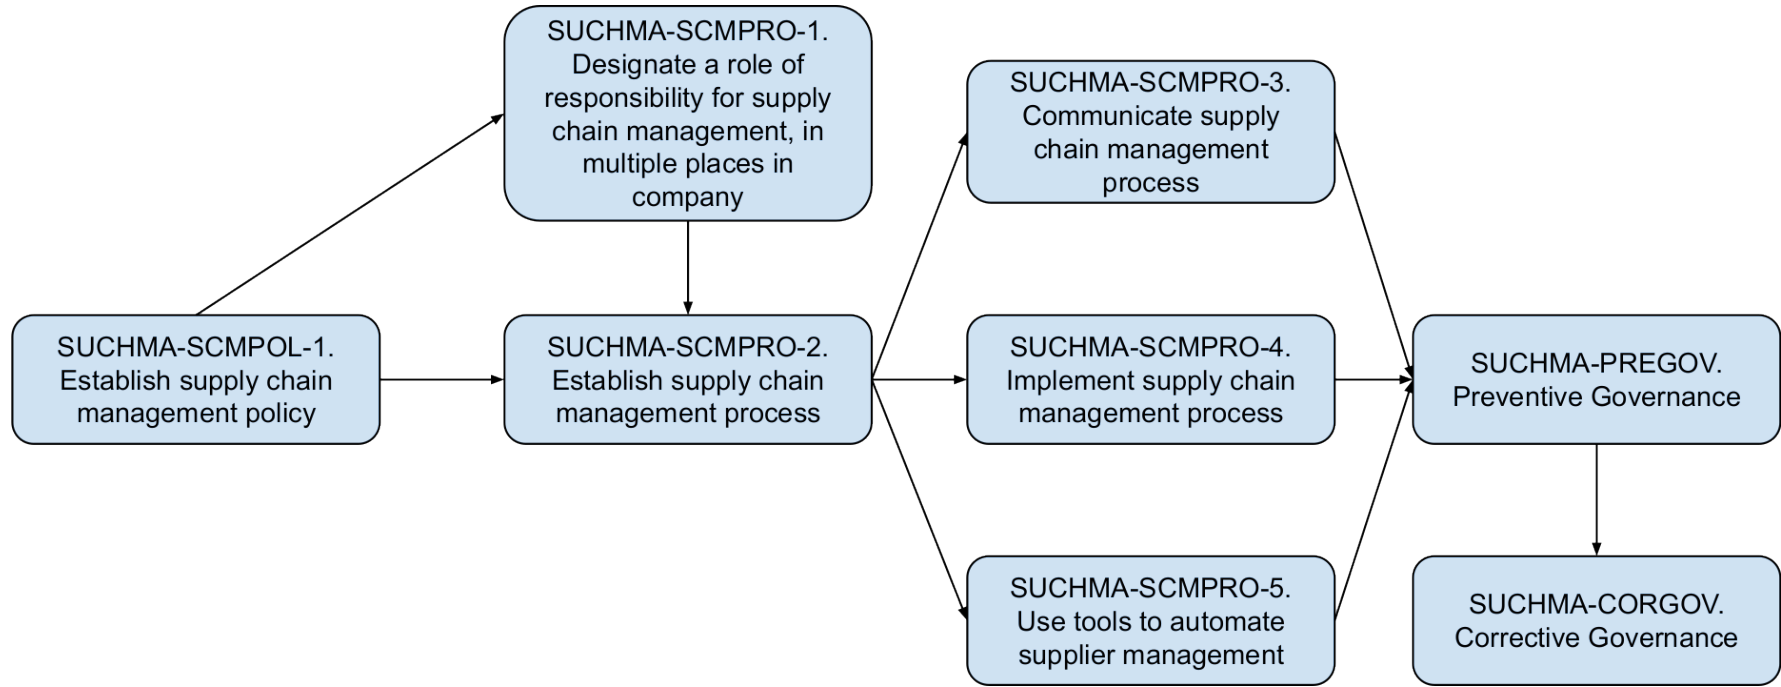 SUCHMA-SCMPRO-1.
Designate a role of
responsibility for supply
chain management, in
multiple places in
company
SUCHMA-SCMPRO-3.
Communicate supply
chain management
process
SUCHMA-SCMPOL-1.
Establish supply chain
management policy
SUCHMA-SCMPRO-2.
Establish supply chain
management process
SUCHMA-SCMPRO-4.
Implement supply chain
management process
SUCHMA-PREGOV.
Preventive Governance
SUCHMA-SCMPRO-5.
Use tools to automate
supplier management
SUCHMA-CORGOV.
Corrective Governance